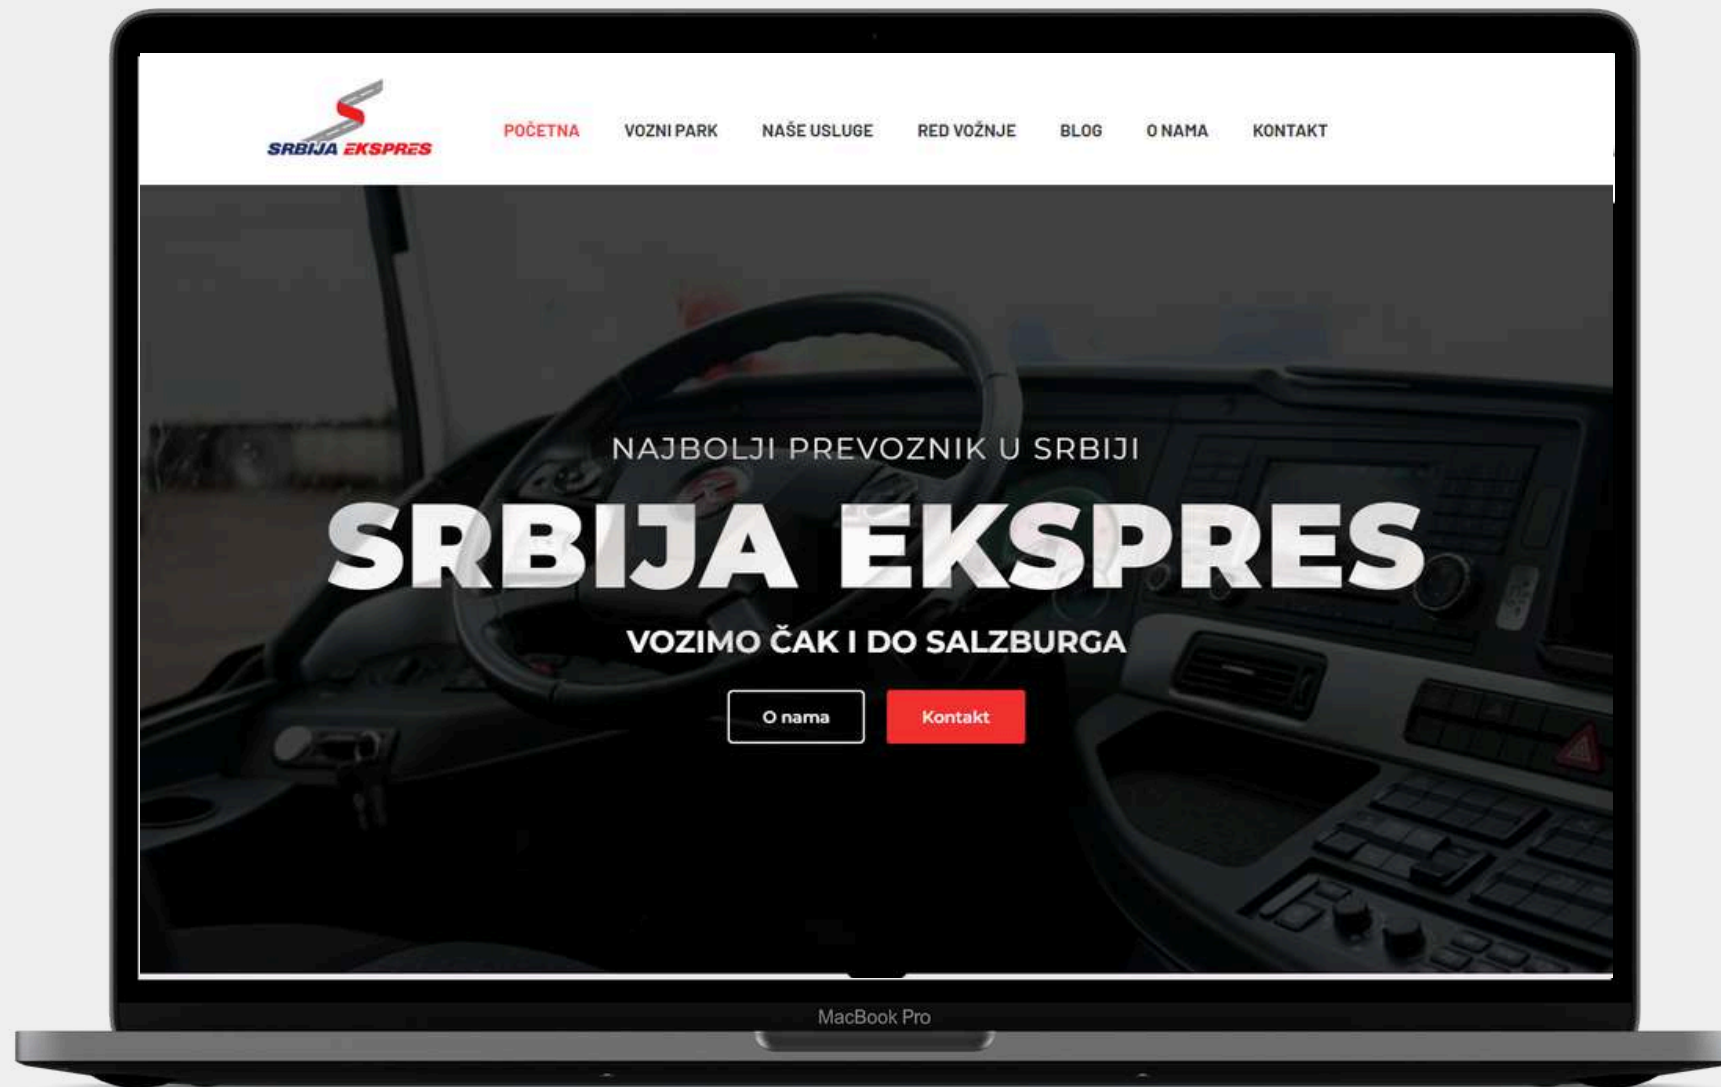 SRBIJA EKSPRES
POČETNA VOZNI PARK NAŠE USLUGE RED VOŽNJE BLOG O NAMA KONTAKT
NAJBOLJI PREVOZNIK U SRBIJI
SRBIJA EKSPRES
VOZIMO ČAK I DO SALZBURGA
O nama Kontakt
MacBook Pro